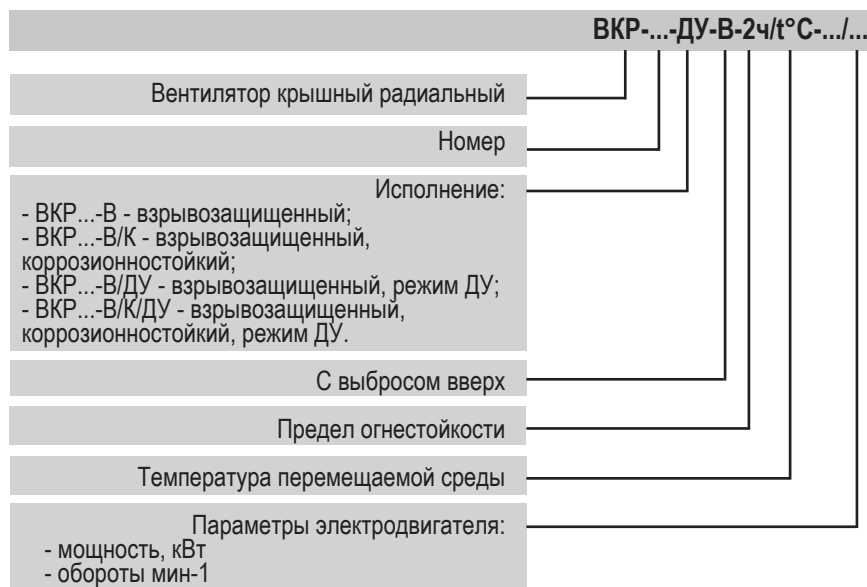 ВКР-...-ДУ-В-2ч/t°C-.../...
Вентилятор крышный радиальный
Номер
Исполнение:
- ВКР...-В - взрывозащищенный;
- ВКР...-В/К - взрывозащищенный,
коррозионностойкий;
- ВКР...-В/ДУ - взрывозащищенный, режим ДУ;
- ВКР...-В/К/ДУ - взрывозащищенный,
коррозионностойкий, режим ДУ.
С выбросом вверх
Предел огнестойкости
Температура перемещаемой среды
Параметры электродвигателя:
- мощность, кВт
- обороты мин-1